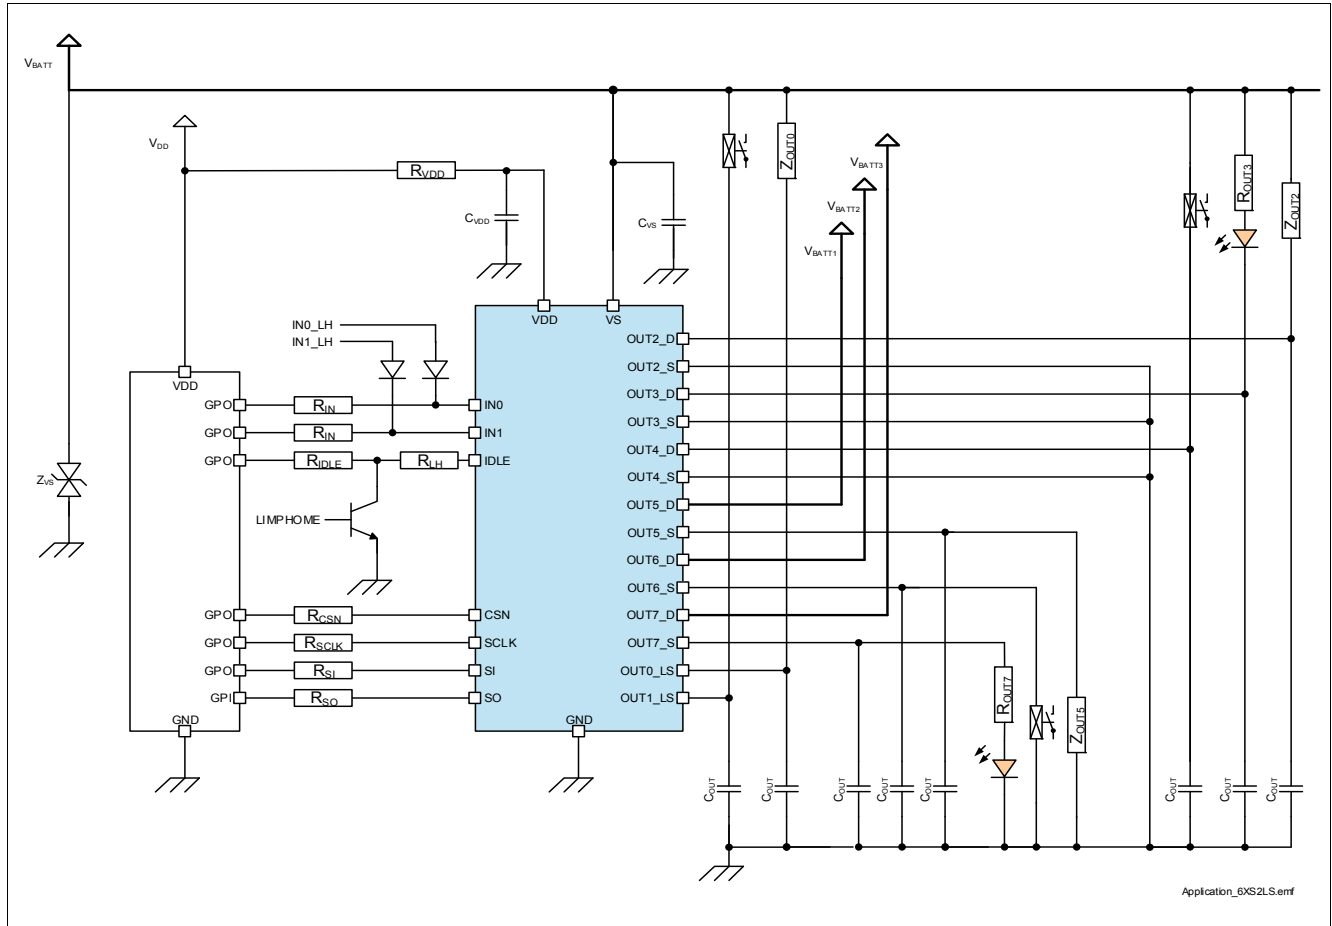 VBATT
VDD
RVDD
CVDD
CVS
ZOUT0
VBATT3
VBATT2
VBATT1
ROUT3
ZOUT2
IN0_LH
IN1_LH
VDD
VS
VDD
OUT2_D
OUT2_S
OUT3_D
OUT3_S
OUT4_D
OUT4_S
OUT5_D
OUT5_S
OUT6_D
OUT6_S
OUT7_D
OUT7_S
OUT0_LS
OUT1_LS
GPO RIN IN0
GPO RIN IN1
GPO RIDLE RLH IDLE
ZVS
LIMPHOME
GPO RCSN CSN
GPO RSCLK SCLK
GPO RSI SI
GPI RSO SO
GND
GND
ROUT7
ZOUT5
COUT
COUT
COUT
COUT
COUT
COUT
COUT
COUT
Application_6XS2LS.emf